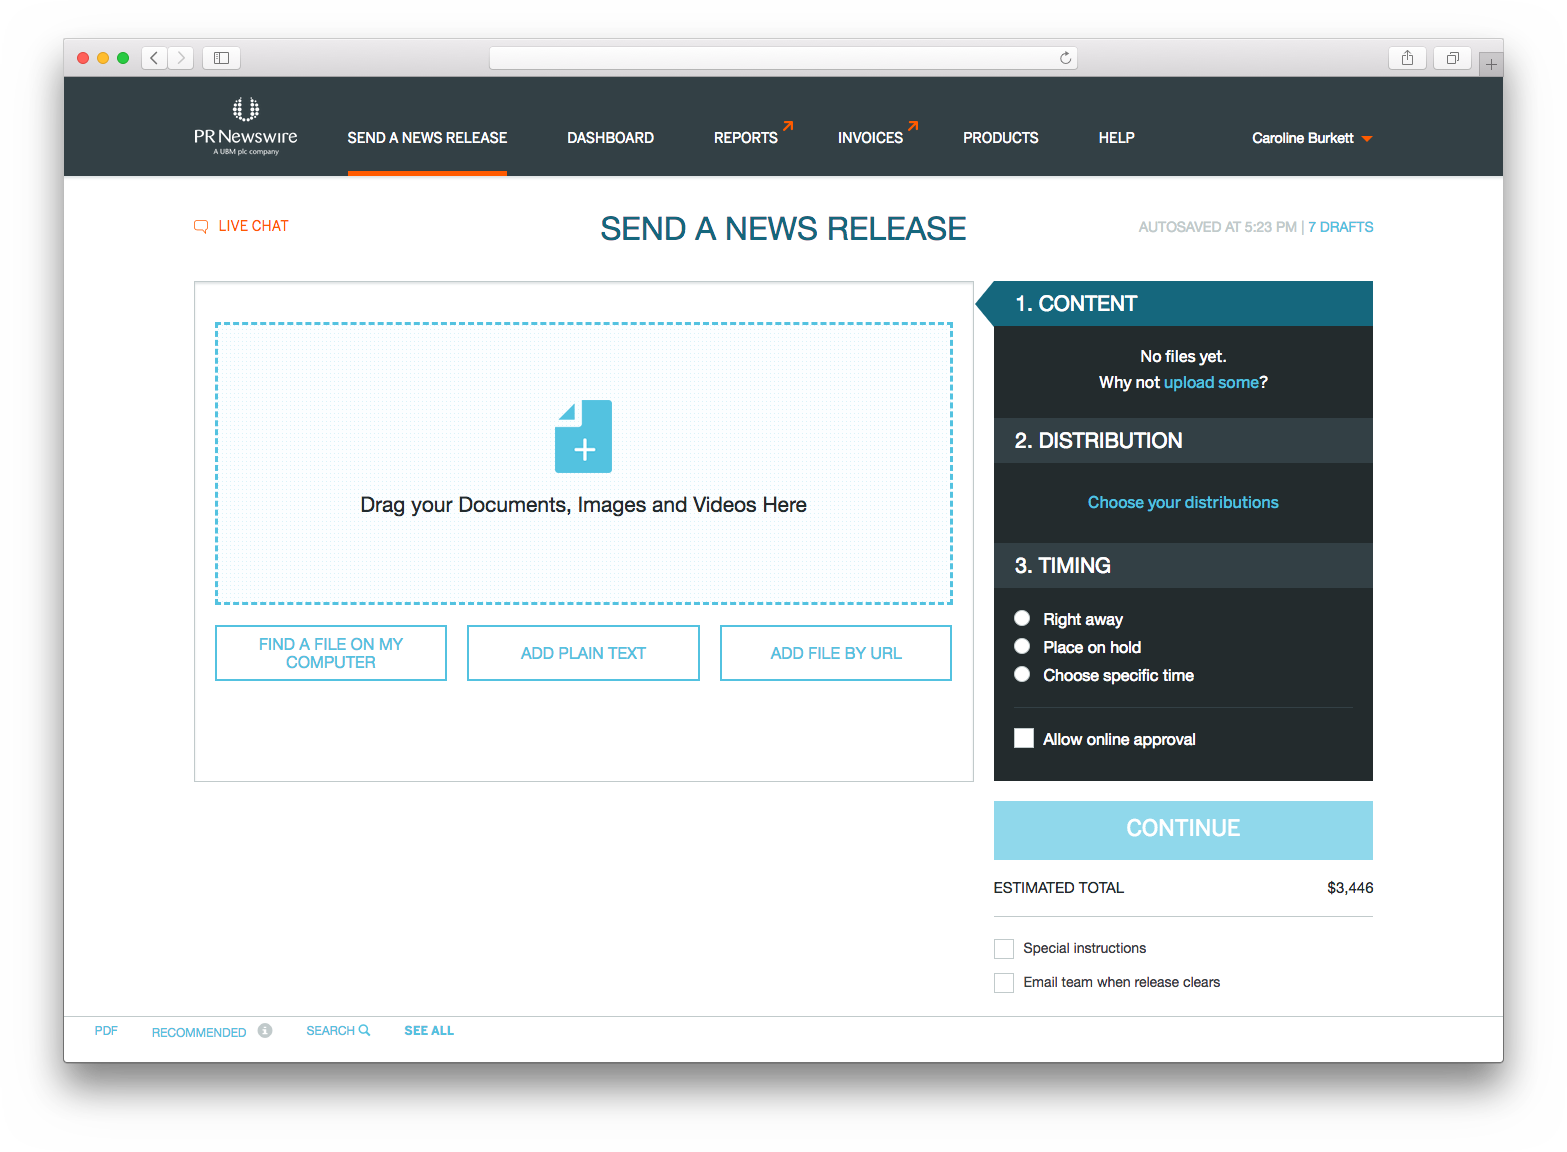 PR Newswire
A UBM plc company
SEND A NEWS RELEASE
DASHBOARD
REPORTS
INVOICES
PRODUCTS
HELP
Caroline Burkett
LIVE CHAT
SEND A NEWS RELEASE
AUTOSAVED AT 5:23 PM | 7 DRAFTS
Drag your Documents, Images and Videos Here
FIND A FILE ON MY
COMPUTER
ADD PLAIN TEXT
ADD FILE BY URL
1. CONTENT
No files yet.
Why not upload some?
2. DISTRIBUTION
Choose your distributions
3. TIMING
Right away
Place on hold
Choose specific time
Allow online approval
CONTINUE
ESTIMATED TOTAL $3,446
Special instructions
Email team when release clears
PDF
RECOMMENDED
SEARCH
SEE ALL